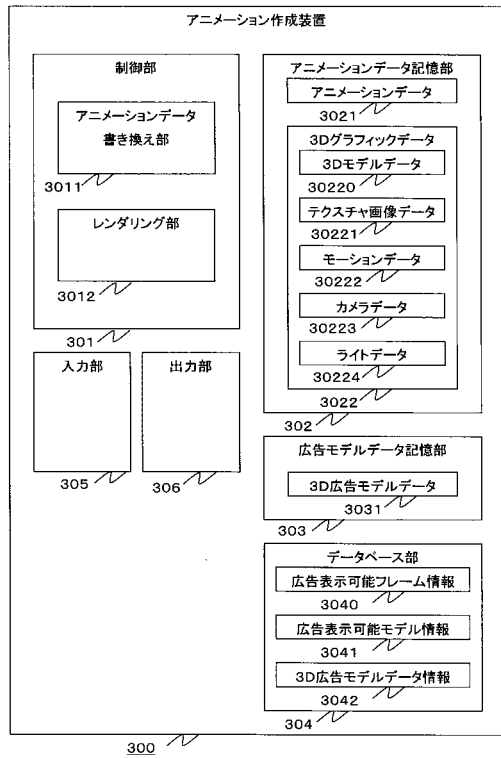 アニメーション作成装置
制御部
アニメーションデータ
書き換え部
3011
レンダリング部
3012
301
入力部
305
出力部
306
アニメーションデータ記憶部
アニメーションデータ
3021
3Dグラフィックデータ
3Dモデルデータ
30220
テクスチャ画像データ
30221
モーションデータ
30222
カメラデータ
30223
ライトデータ
30224
3022
302
広告モデルデータ記憶部
3D広告モデルデータ
3031
303
データベース部
広告表示可能フレーム情報
3040
広告表示可能モデル情報
3041
3D広告モデルデータ情報
3042
304
300